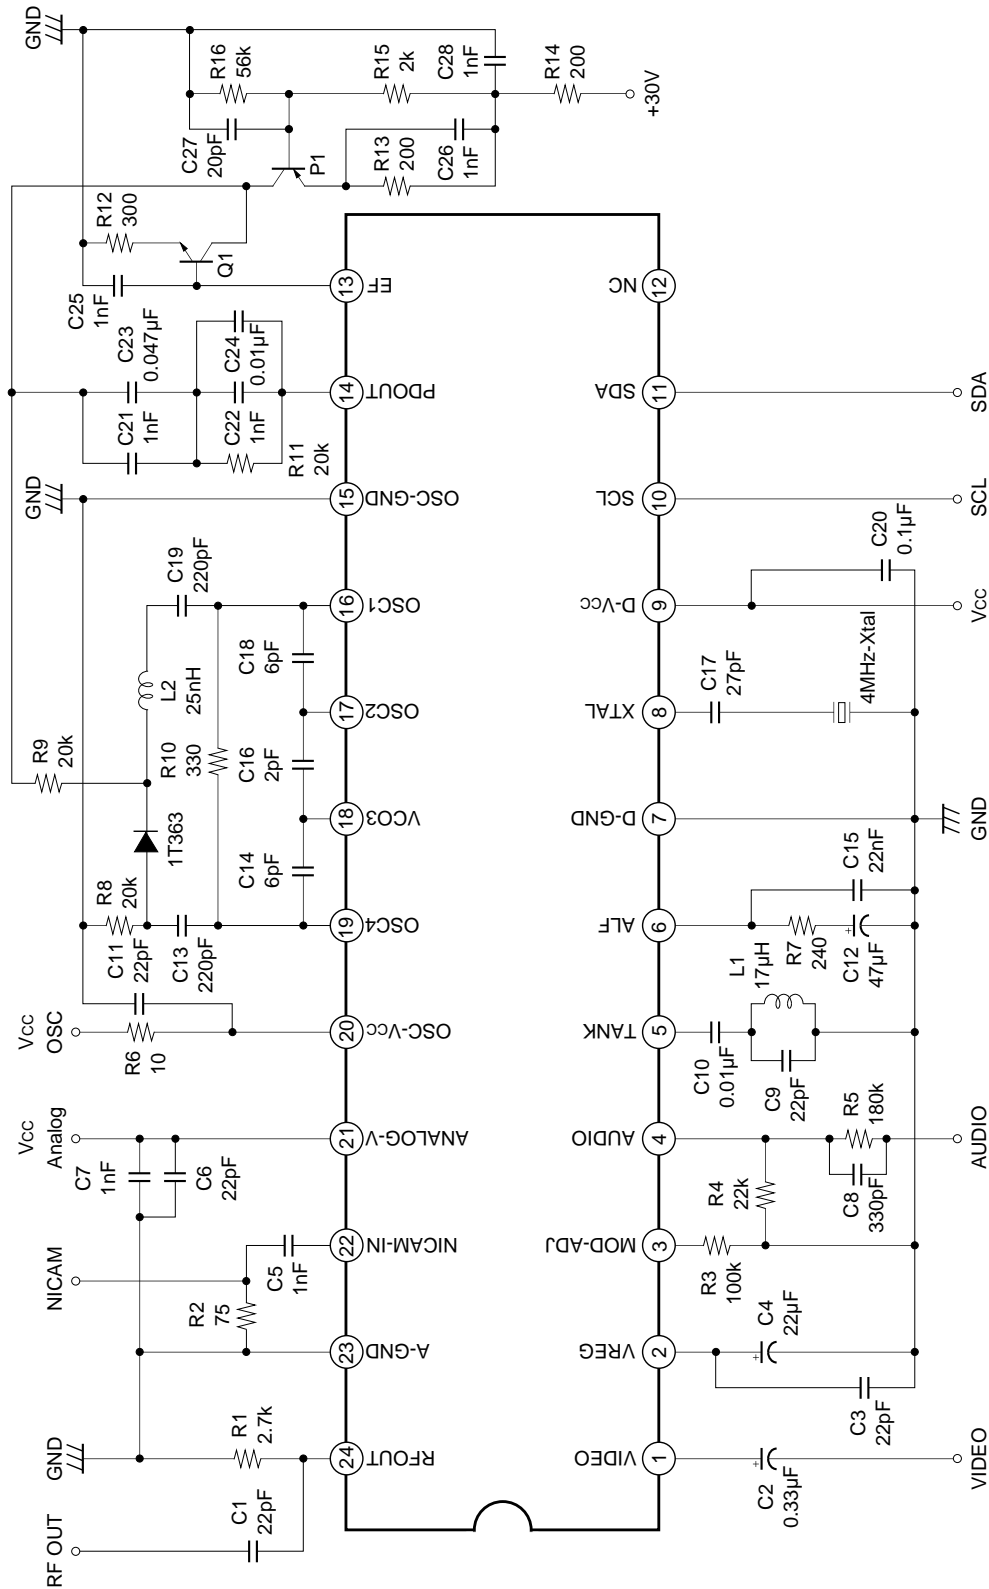 GND
R16
56k
R15
2k
C28
1nF
R14
200
+30V
C27
20pF
P1
R13
200
C26
1nF
R12
300
Q1
C25
1nF
C23
0.047µF
C24
0.01µF
C21
1nF
C22
1nF
R11
20k
GND
C19
220pF
L2
25nH
R9
20k
R10
330
C18
6pF
C16
2pF
C14
6pF
1T363
R8
20k
C11
22pF
C13
220pF
Vcc
OSC
R6
10
Vcc
Analog
C7
1nF
C6
22pF
NICAM
C5
1nF
R2
75
GND
R1
2.7k
C1
22pF
RF OUT
13
EF
14
PDOUT
15
OSC-GND
16
OSC1
17
OSC2
18
VCO3
19
OSC4
20
OSC-Vcc
21
ANALOG-V
22
NICAM-IN
23
A-GND
24
RFOUT
NC
12
SDA
11
SCL
10
D-Vcc
9
XTAL
8
D-GND
7
ALF
6
TANK
5
AUDIO
4
MOD-ADJ
3
VREG
2
VIDEO
1
SDA
SCL
C20
0.1µF
Vcc
C17
27pF
4MHz-Xtal
GND
C15
22nF
R7
240
C12
47µF
+
L1
17µH
C10
0.01µF
C9
22pF
R5
180k
C8
330pF
AUDIO
R4
22k
R3
100k
C4
22µF
+
C3
22pF
C2
0.33µF
+
VIDEO